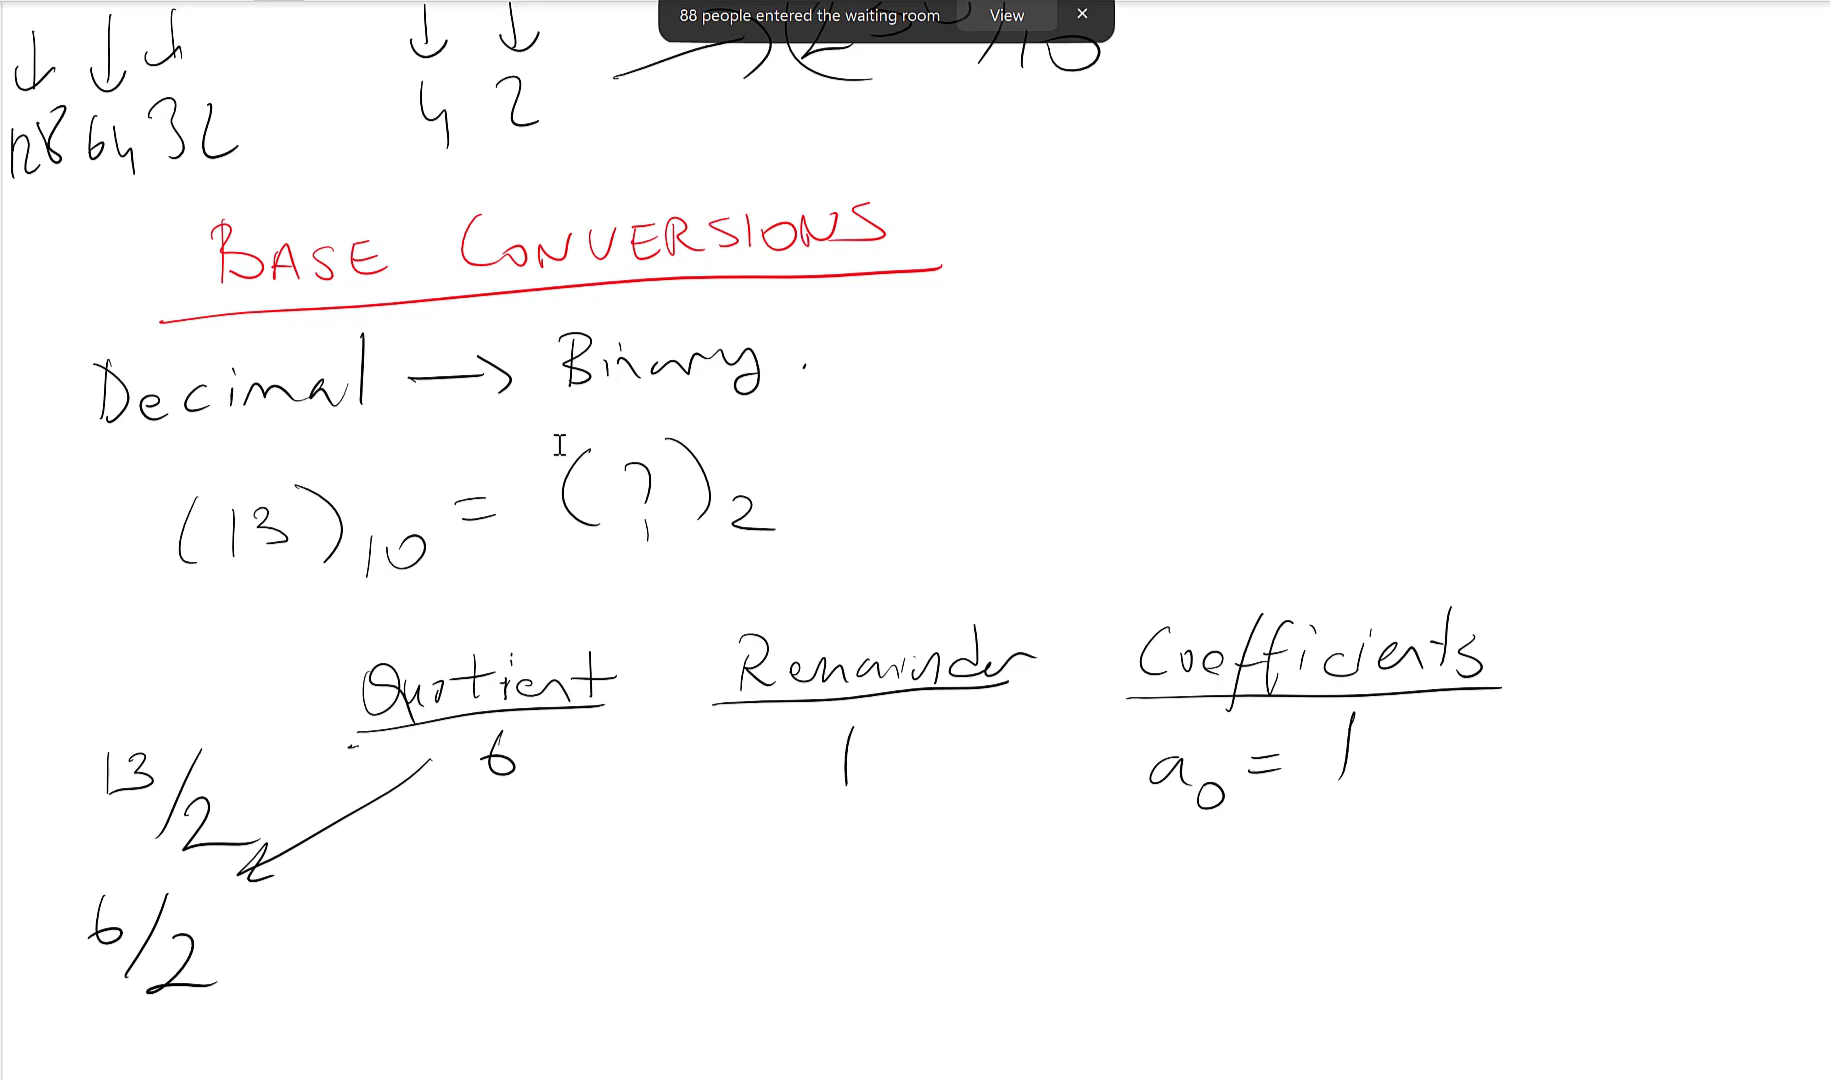 88 people entered the waiting room View ×
)10
4 2
128 64 32
BASE CONVERSIONS
Decimal → Binary.
(13)10 = (?)2
Quotient Remainder Coefficients
13/2 6 1 a0 = 1
6/2